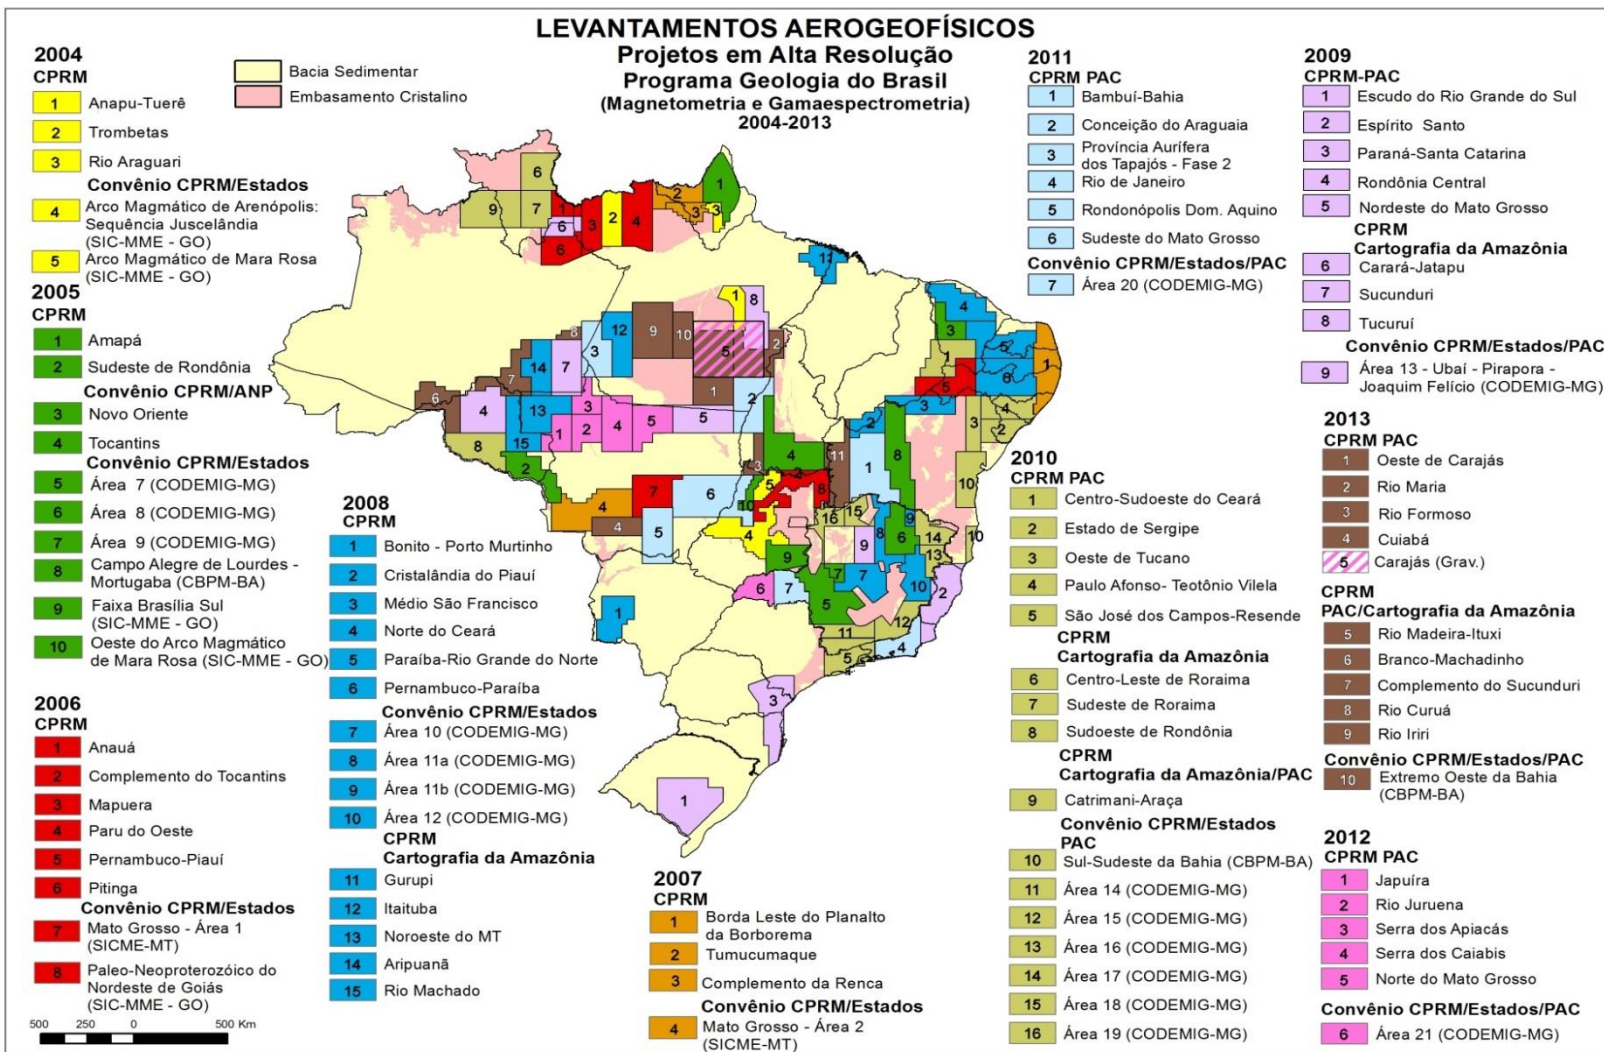 LEVANTAMENTOS AEROGEOFÍSICOS
Projetos em Alta Resolução
Programa Geologia do Brasil
(Magnetometria e Gamaespectrometria)
2004-2013
Bacia Sedimentar
Embasamento Cristalino
2004
CPRM
1 Anapu-Tuerê
2 Trombetas
3 Rio Araguari
Convênio CPRM/Estados
4 Arco Magmático de Arenópolis:
Sequência Juscelândia
(SIC-MME - GO)
5 Arco Magmático de Mara Rosa
(SIC-MME - GO)
2005
CPRM
1 Amapá
2 Sudeste de Rondônia
Convênio CPRM/ANP
3 Novo Oriente
4 Tocantins
Convênio CPRM/Estados
5 Área 7 (CODEMIG-MG)
6 Área 8 (CODEMIG-MG)
7 Área 9 (CODEMIG-MG)
8 Campo Alegre de Lourdes -
Mortugaba (CBPM-BA)
9 Faixa Brasília Sul
(SIC-MME - GO)
10 Oeste do Arco Magmático
de Mara Rosa (SIC-MME - GO)
2006
CPRM
1 Anauá
2 Complemento do Tocantins
3 Mapuera
4 Paru do Oeste
5 Pernambuco-Piauí
6 Pitinga
Convênio CPRM/Estados
7 Mato Grosso - Área 1
(SICME-MT)
8 Paleo-Neoproterozóico do
Nordeste de Goiás
(SIC-MME - GO)
500 250 0 500 Km
2008
CPRM
1 Bonito - Porto Murtinho
2 Cristalândia do Piauí
3 Médio São Francisco
4 Norte do Ceará
5 Paraíba-Rio Grande do Norte
6 Pernambuco-Paraíba
Convênio CPRM/Estados
7 Área 10 (CODEMIG-MG)
8 Área 11a (CODEMIG-MG)
9 Área 11b (CODEMIG-MG)
10 Área 12 (CODEMIG-MG)
CPRM
Cartografia da Amazônia
11 Gurupi
12 Itaituba
13 Noroeste do MT
14 Aripuanã
15 Rio Machado
2007
CPRM
1 Borda Leste do Planalto
da Borborema
2 Tumucumaque
3 Complemento da Renca
Convênio CPRM/Estados
4 Mato Grosso - Área 2
(SICME-MT)
2011
CPRM PAC
1 Bambuí-Bahia
2 Conceição do Araguaia
3 Província Aurífera
dos Tapajós - Fase 2
4 Rio de Janeiro
5 Rondonópolis Dom. Aquino
6 Sudeste do Mato Grosso
Convênio CPRM/Estados/PAC
7 Área 20 (CODEMIG-MG)
2010
CPRM PAC
1 Centro-Sudoeste do Ceará
2 Estado de Sergipe
3 Oeste de Tucano
4 Paulo Afonso- Teotônio Vilela
5 São José dos Campos-Resende
CPRM
Cartografia da Amazônia
6 Centro-Leste de Roraima
7 Sudeste de Roraima
8 Sudoeste de Rondônia
CPRM
Cartografia da Amazônia/PAC
9 Catrimani-Araça
Convênio CPRM/Estados
PAC
10 Sul-Sudeste da Bahia (CBPM-BA)
11 Área 14 (CODEMIG-MG)
12 Área 15 (CODEMIG-MG)
13 Área 16 (CODEMIG-MG)
14 Área 17 (CODEMIG-MG)
15 Área 18 (CODEMIG-MG)
16 Área 19 (CODEMIG-MG)
2009
CPRM-PAC
1 Escudo do Rio Grande do Sul
2 Espírito Santo
3 Paraná-Santa Catarina
4 Rondônia Central
5 Nordeste do Mato Grosso
CPRM
Cartografia da Amazônia
6 Carará-Jatapu
7 Sucunduri
8 Tucuruí
Convênio CPRM/Estados/PAC
9 Área 13 - Ubaí - Pirapora -
Joaquim Felício (CODEMIG-MG)
2013
CPRM PAC
1 Oeste de Carajás
2 Rio Maria
3 Rio Formoso
4 Cuiabá
5 Carajás (Grav.)
CPRM
PAC/Cartografia da Amazônia
5 Rio Madeira-Ituxi
6 Branco-Machadinho
7 Complemento do Sucunduri
8 Rio Curuá
9 Rio Iriri
Convênio CPRM/Estados/PAC
10 Extremo Oeste da Bahia
(CBPM-BA)
2012
CPRM PAC
1 Japuíra
2 Rio Juruena
3 Serra dos Apiacás
4 Serra dos Caiabis
5 Norte do Mato Grosso
Convênio CPRM/Estados/PAC
6 Área 21 (CODEMIG-MG)